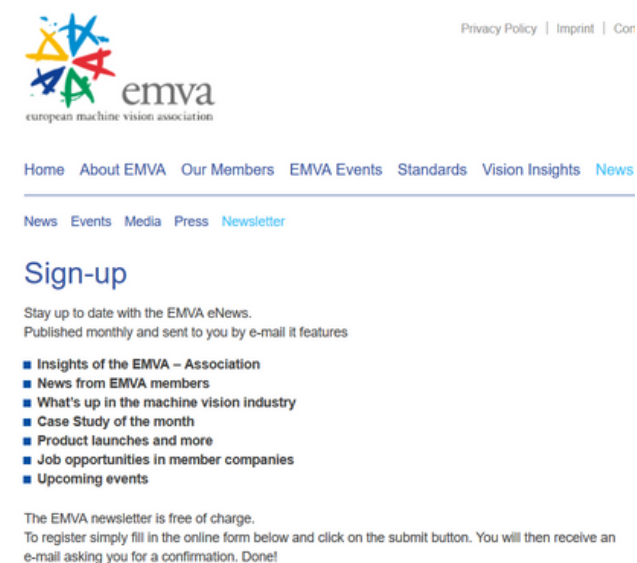 Privacy Policy | Imprint |
emva
european machine vision association
Home About EMVA Our Members EMVA Events Standards Vision Insights News
News Events Media Press Newsletter
Sign-up
Stay up to date with the EMVA eNews.
Published monthly and sent to you by e-mail it features
Insights of the EMVA – Association
News from EMVA members
What's up in the machine vision industry
Case Study of the month
Product launches and more
Job opportunities in member companies
Upcoming events
The EMVA newsletter is free of charge.
To register simply fill in the online form below and click on the submit button. You will then receive an
e-mail asking you for a confirmation. Done!